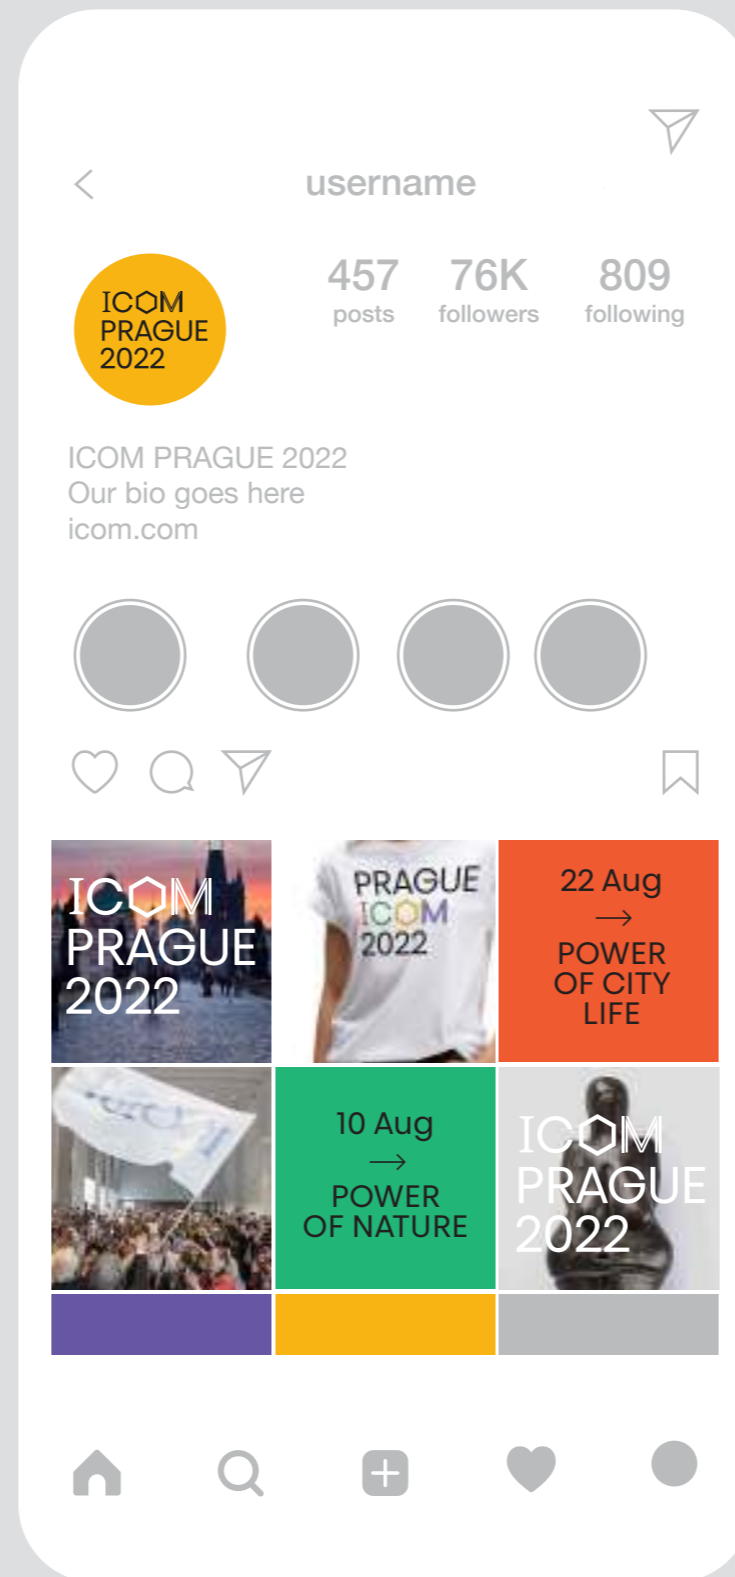 username
457 76K 809
posts followers following
ICOM
PRAGUE
2022
ICOM PRAGUE 2022
Our bio goes here
icom.com
ICOM
PRAGUE
2022
PRAGUE
ICOM
2022
22 Aug
→
POWER
OF CITY
LIFE
10 Aug
→
POWER
OF NATURE
ICOM
PRAGUE
2022